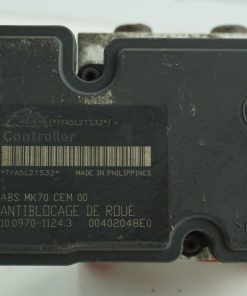 (*TYA5L21S32*)
Controller
*TYA5L21S32* MADE IN PHILIPPINES
ABS MK70 CEM 00
ANTIBLOCAGE DE ROUE
10.0970-1124.3 00402048E0